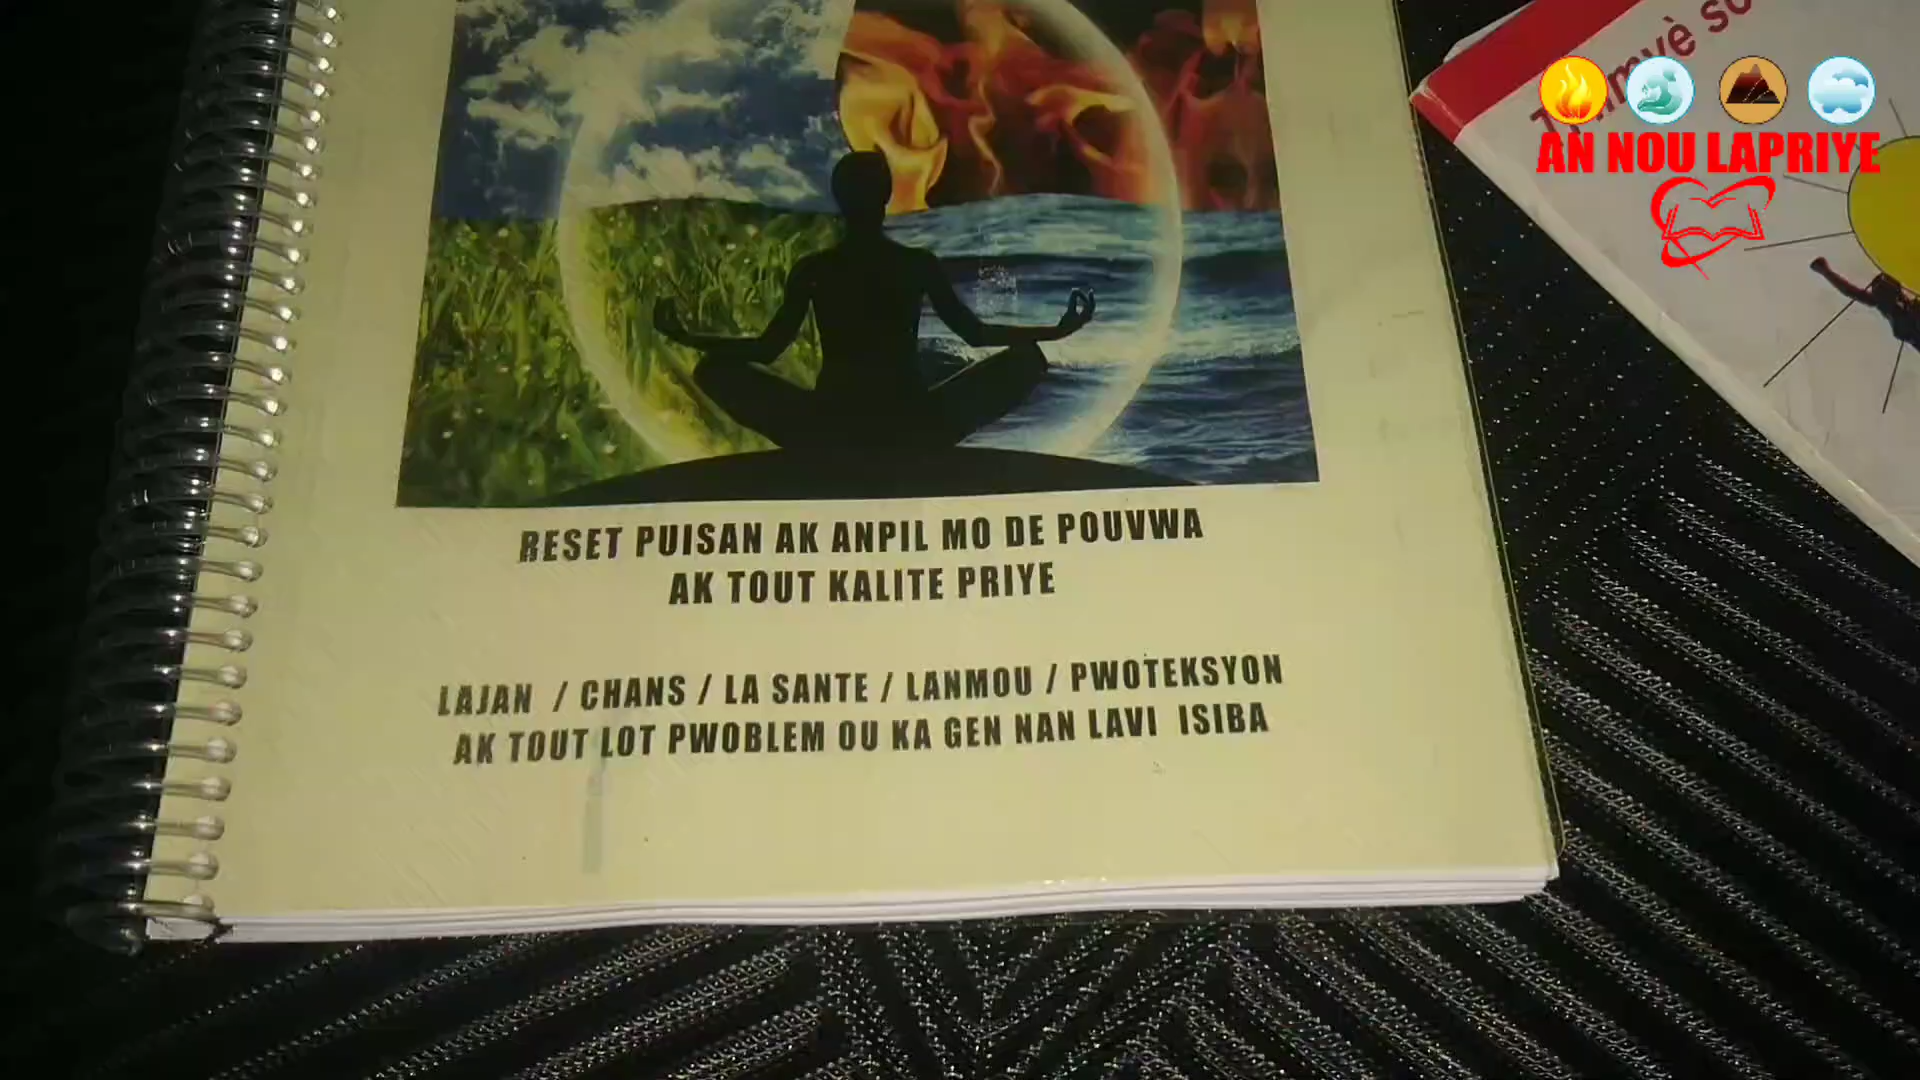 RESET PUISAN AK ANPIL MO DE POUVWA
AK TOUT KALITE PRIYE
LAJAN / CHANS / LA SANTE / LANMOU / PWOTEKSYON
AK TOUT LOT PWOBLEM OU KA GEN NAN LAVI ISIBA
AN NOU LAPRIYE